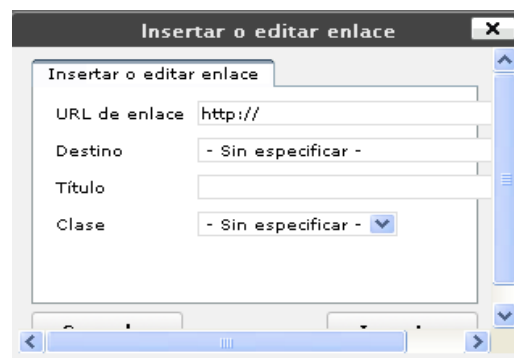 Insertar o editar enlace
Insertar o editar enlace
URL de enlace http://
Destino - Sin especificar -
Título
Clase - Sin especificar -